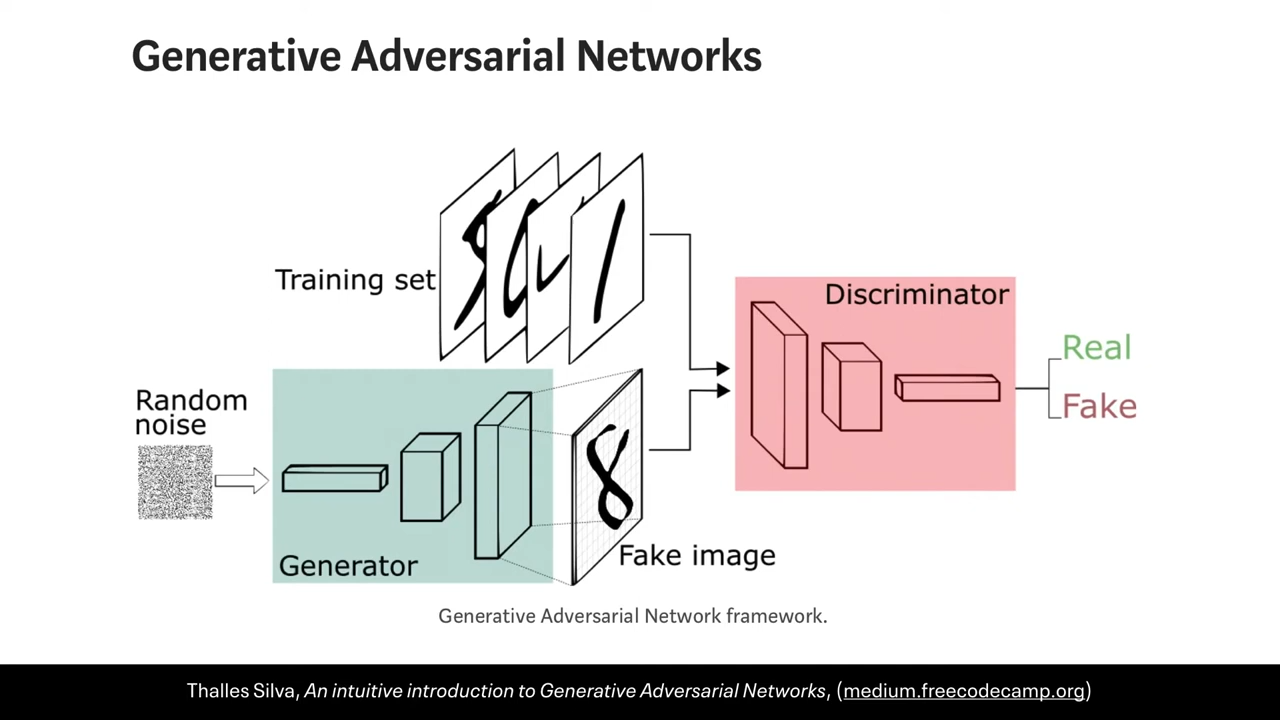 Generative Adversarial Networks
Training set
Discriminator
Real
Fake
Random
noise
Generator
Fake image
Generative Adversarial Network framework.
Thalles Silva, An intuitive introduction to Generative Adversarial Networks, (medium.freecodecamp.org)